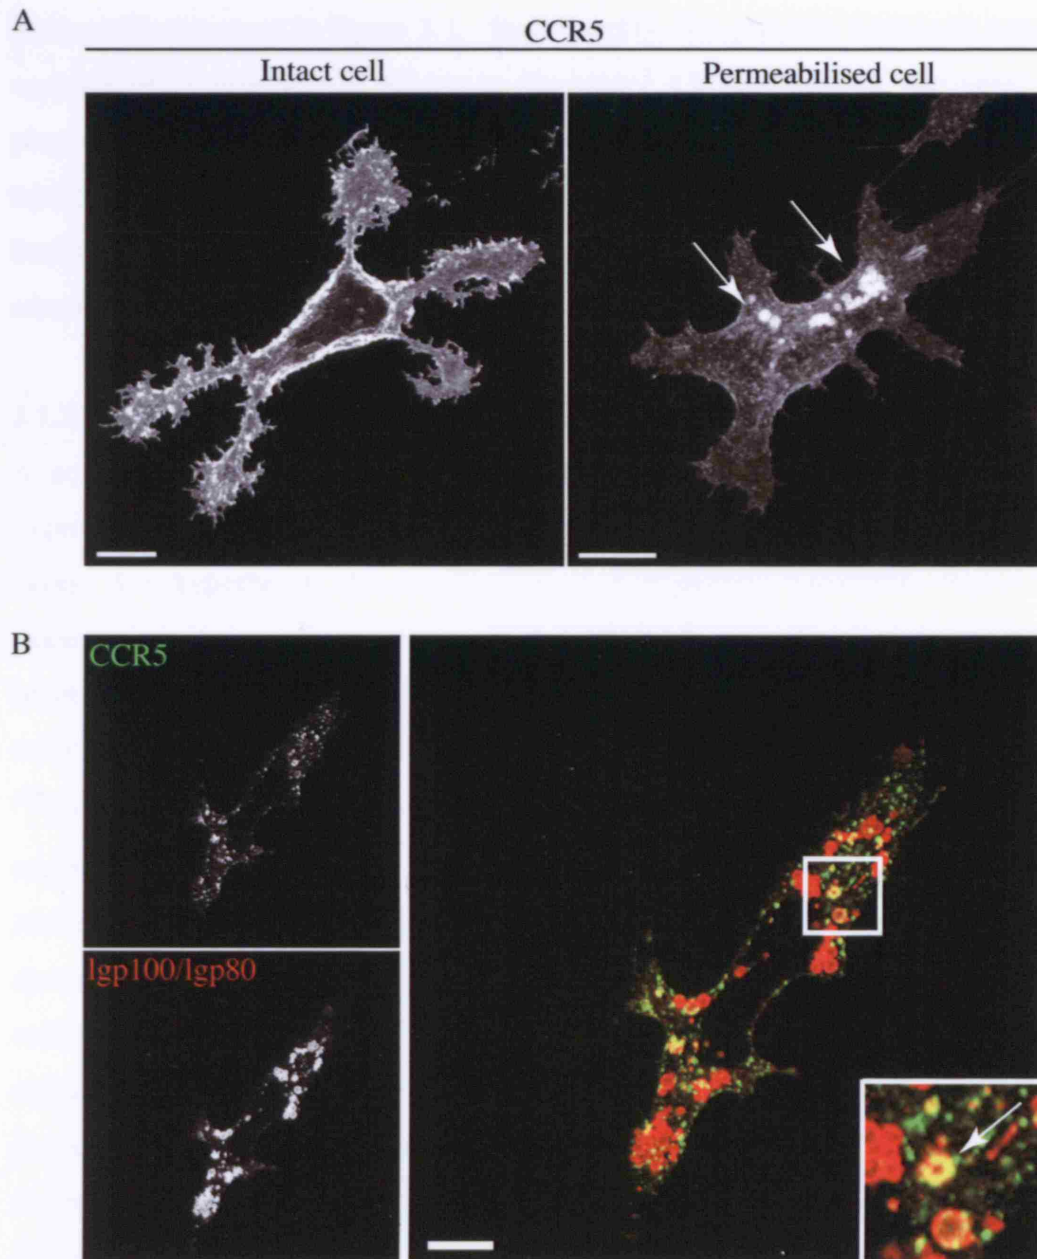 A
CCR5
Intact cell
Permeabilised cell
B
CCR5
lgp100/lgp80